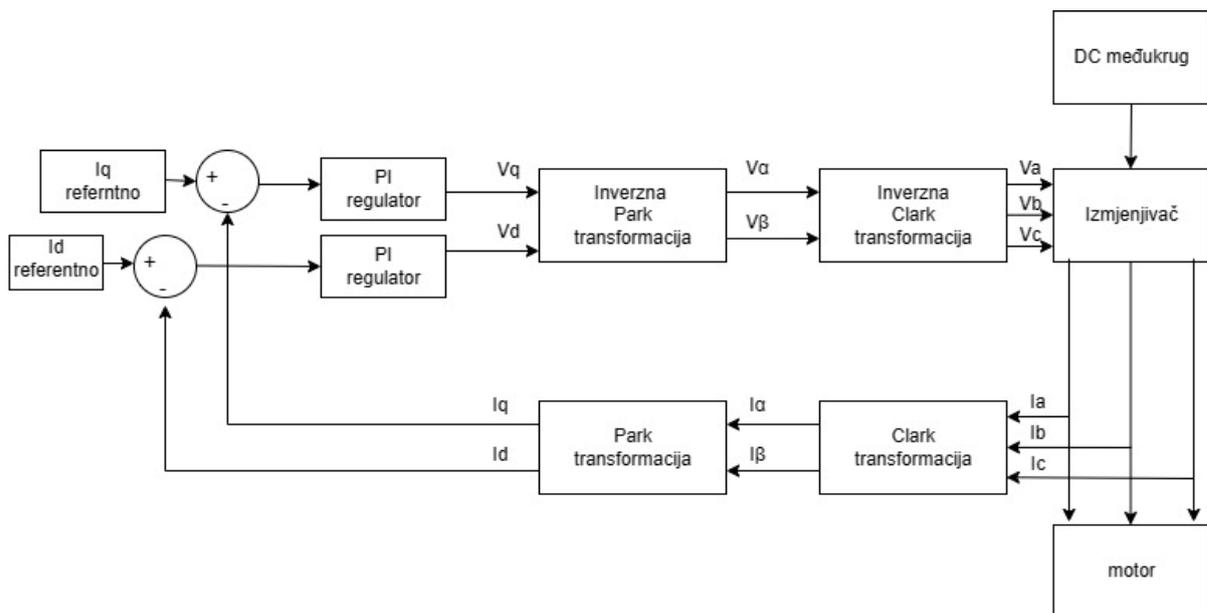 DC međukrug
Iq
referntno
+
-
PI
regulator
Vq
Inverzna
Park
transformacija
Vα
Inverzna
Clark
transformacija
Va
Vb
Vc
Izmjenjivač
Id
referentno
+
-
PI
regulator
Vd
Vβ
Iq
Id
Park
transformacija
Iα
Iβ
Clark
transformacija
Ia
Ib
Ic
motor